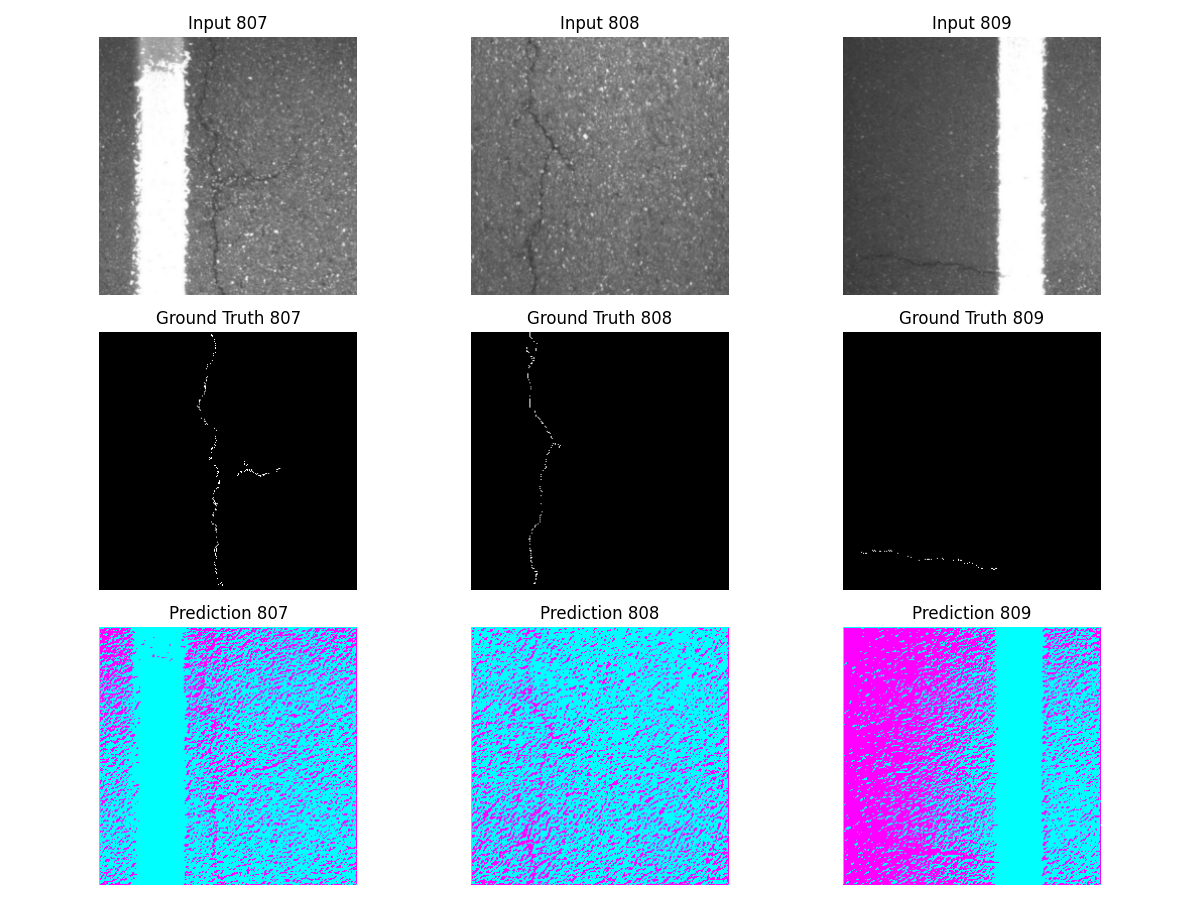 Input 807
Input 808
Input 809
Ground Truth 807
Ground Truth 808
Ground Truth 809
Prediction 807
Prediction 808
Prediction 809